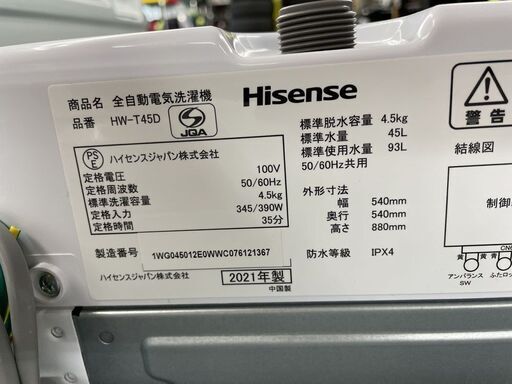 商品名 全自動電気洗濯機
品番 HW-T45D
S
JQA
Hisense
PS
E
ハイセンスジャパン株式会社
定格電圧 100V
定格周波数 50/60Hz
標準洗濯容量 4.5kg
定格入力 345/390W
定格時間 35分
製造番号 1WG045012E0WWC076121367
ハイセンスジャパン株式会社
2021年製
中国製
標準脱水容量 4.5kg
標準水量 45L
標準使用水量 93L
50/60Hz共用
外形寸法
幅 540mm
奥行 540mm
高さ 880mm
防水等級 IPX4
警告
結線図
制御
CN
黄 黄 青 青
アンバランス
SW
ふたロッ